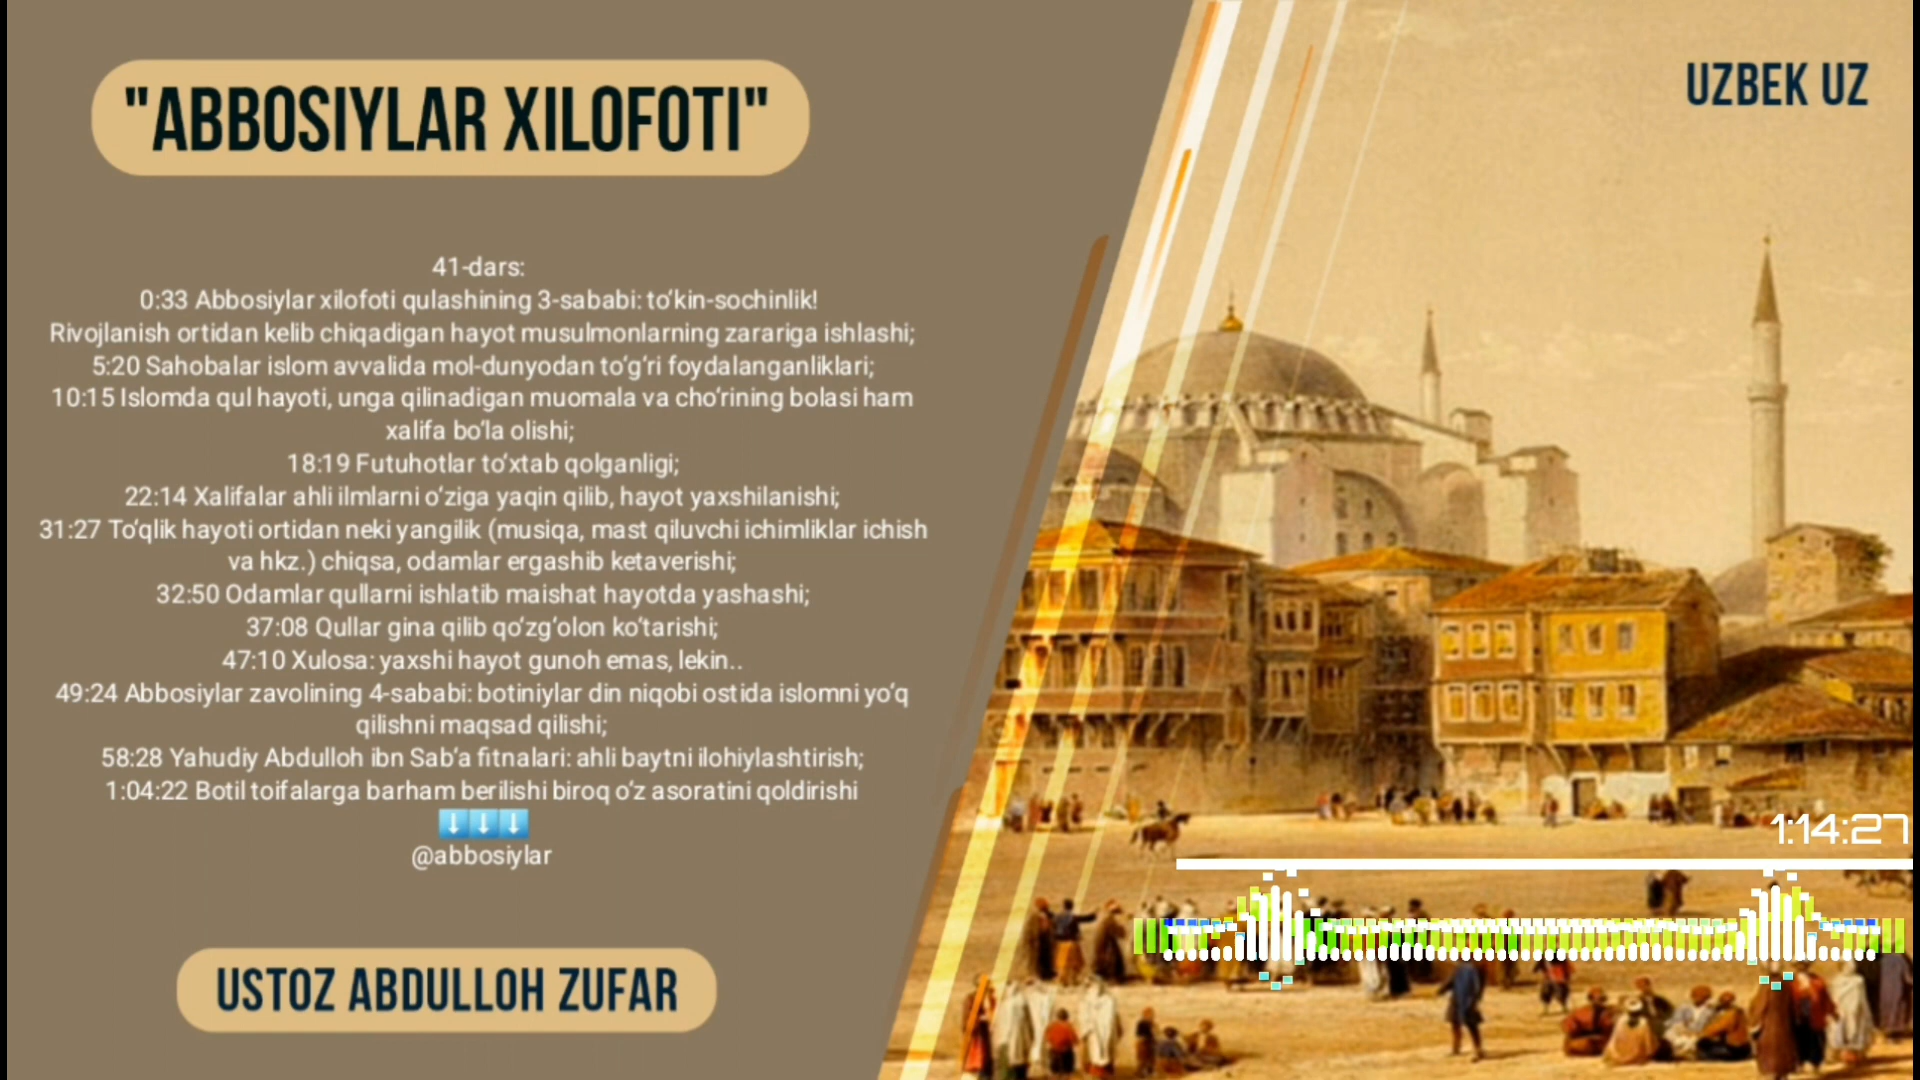 "ABBOSIYLAR XILOFOTI"
UZBEK UZ
41-dars:
0:33 Abbosiylar xilofoti qulashining 3-sababi: to‘kin-sochinlik!
Rivojlanish ortidan kelib chiqadigan hayot musulmonlarning zarariga ishlashi;
5:20 Sahobalar islom avvalida mol-dunyodan to‘g‘ri foydalanganliklari;
10:15 Islomda qul hayoti, unga qilinadigan muomala va cho‘rining bolasi ham
xalifa bo‘la olishi;
18:19 Futuhotlar to‘xtab qolganligi;
22:14 Xalifalar ahli ilmlarni o‘ziga yaqin qilib, hayot yaxshilanishi;
31:27 To‘qlik hayoti ortidan neki yangilik (musiqa, mast qiluvchi ichimliklar ichish
va hkz.) chiqsa, odamlar ergashib ketaverishi;
32:50 Odamlar qullarni ishlatib maishat hayotda yashashi;
37:08 Qullar gina qilib qo‘zg‘olon ko‘tarishi;
47:10 Xulosa: yaxshi hayot gunoh emas, lekin..
49:24 Abbosiylar zavolining 4-sababi: botiniylar din niqobi ostida islomni yo‘q
qilishni maqsad qilishi;
58:28 Yahudiy Abdulloh ibn Sab‘a fitnalari: ahli baytni ilohiylashtirish;
1:04:22 Botil toifalarga barham berilishi biroq o‘z asoratini qoldirishi
⬇️⬇️⬇️
@abbosiylar
1:14:27
USTOZ ABDULLOH ZUFAR